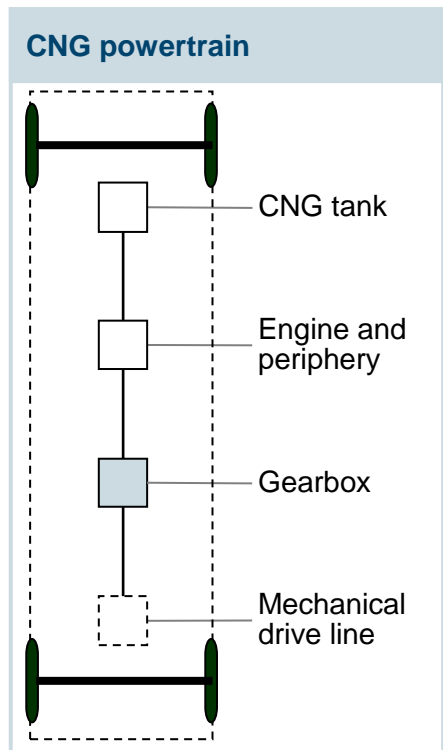 CNG powertrain
CNG tank
Engine and
periphery
Gearbox
Mechanical
drive line